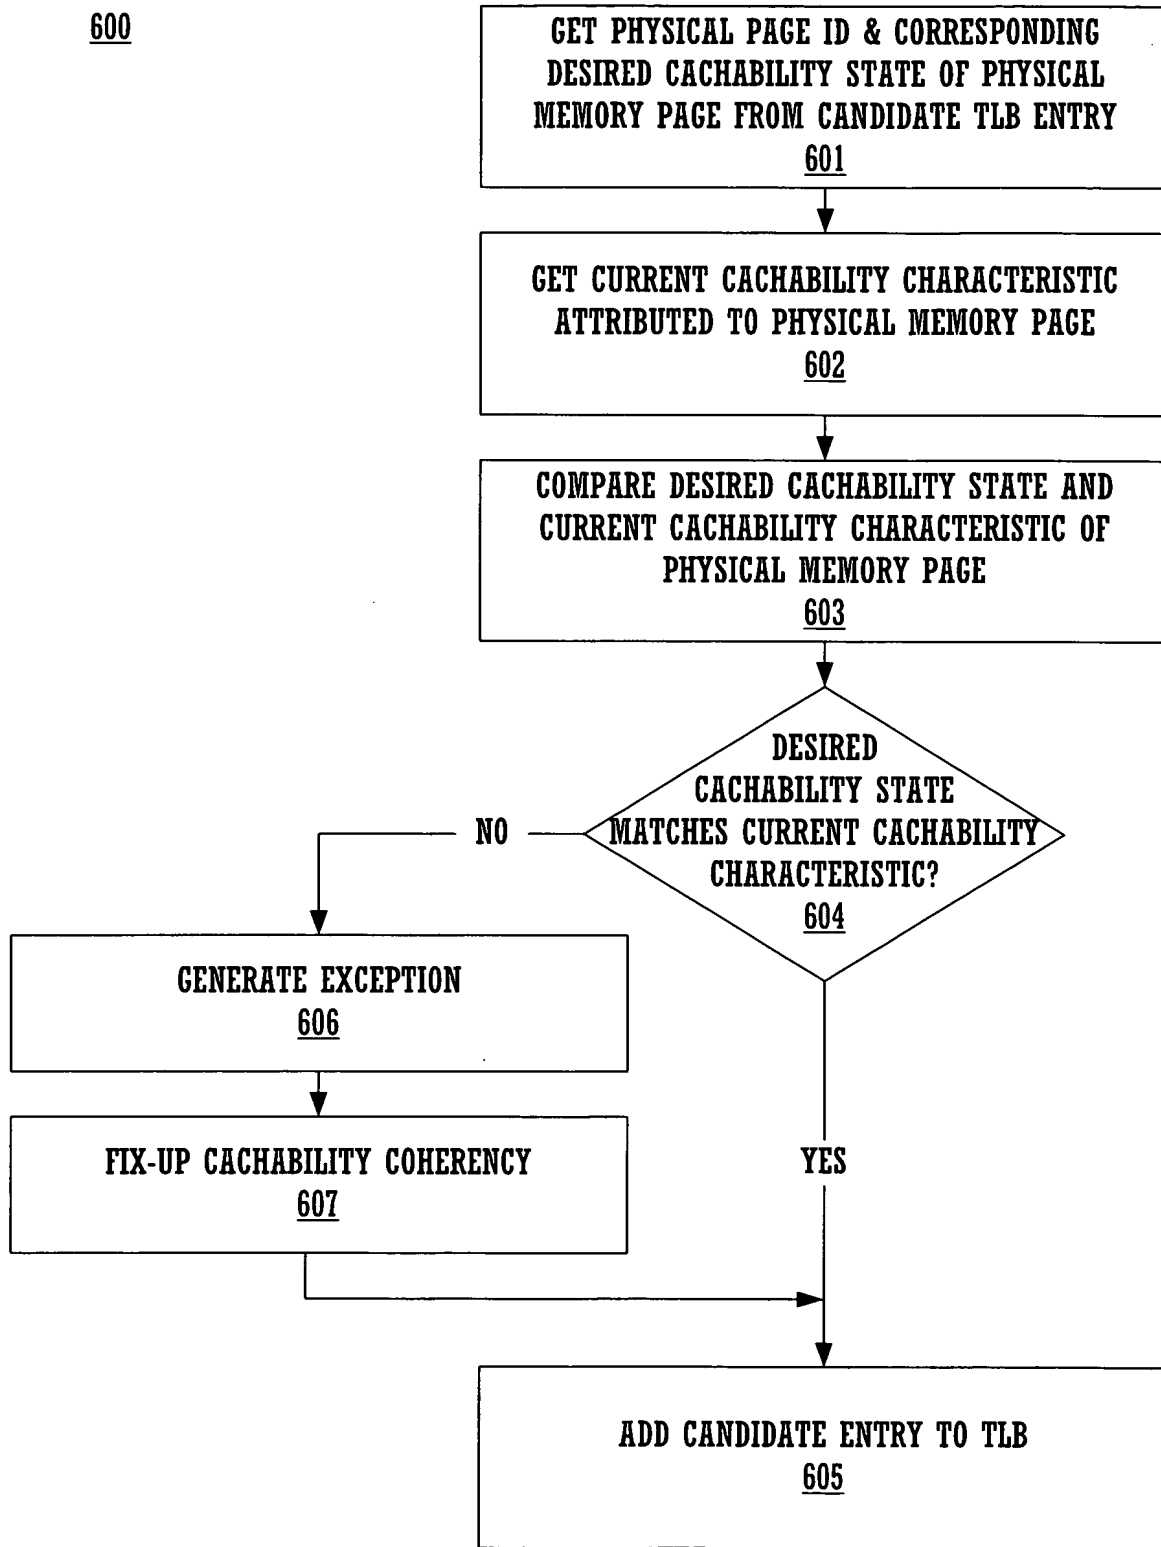 600
GET PHYSICAL PAGE ID & CORRESPONDING
DESIRED CACHABILITY STATE OF PHYSICAL
MEMORY PAGE FROM CANDIDATE TLB ENTRY
601
GET CURRENT CACHABILITY CHARACTERISTIC
ATTRIBUTED TO PHYSICAL MEMORY PAGE
602
COMPARE DESIRED CACHABILITY STATE AND
CURRENT CACHABILITY CHARACTERISTIC OF
PHYSICAL MEMORY PAGE
603
DESIRED
CACHABILITY STATE
MATCHES CURRENT CACHABILITY
CHARACTERISTIC?
604
NO
GENERATE EXCEPTION
606
FIX-UP CACHABILITY COHERENCY
607
YES
ADD CANDIDATE ENTRY TO TLB
605